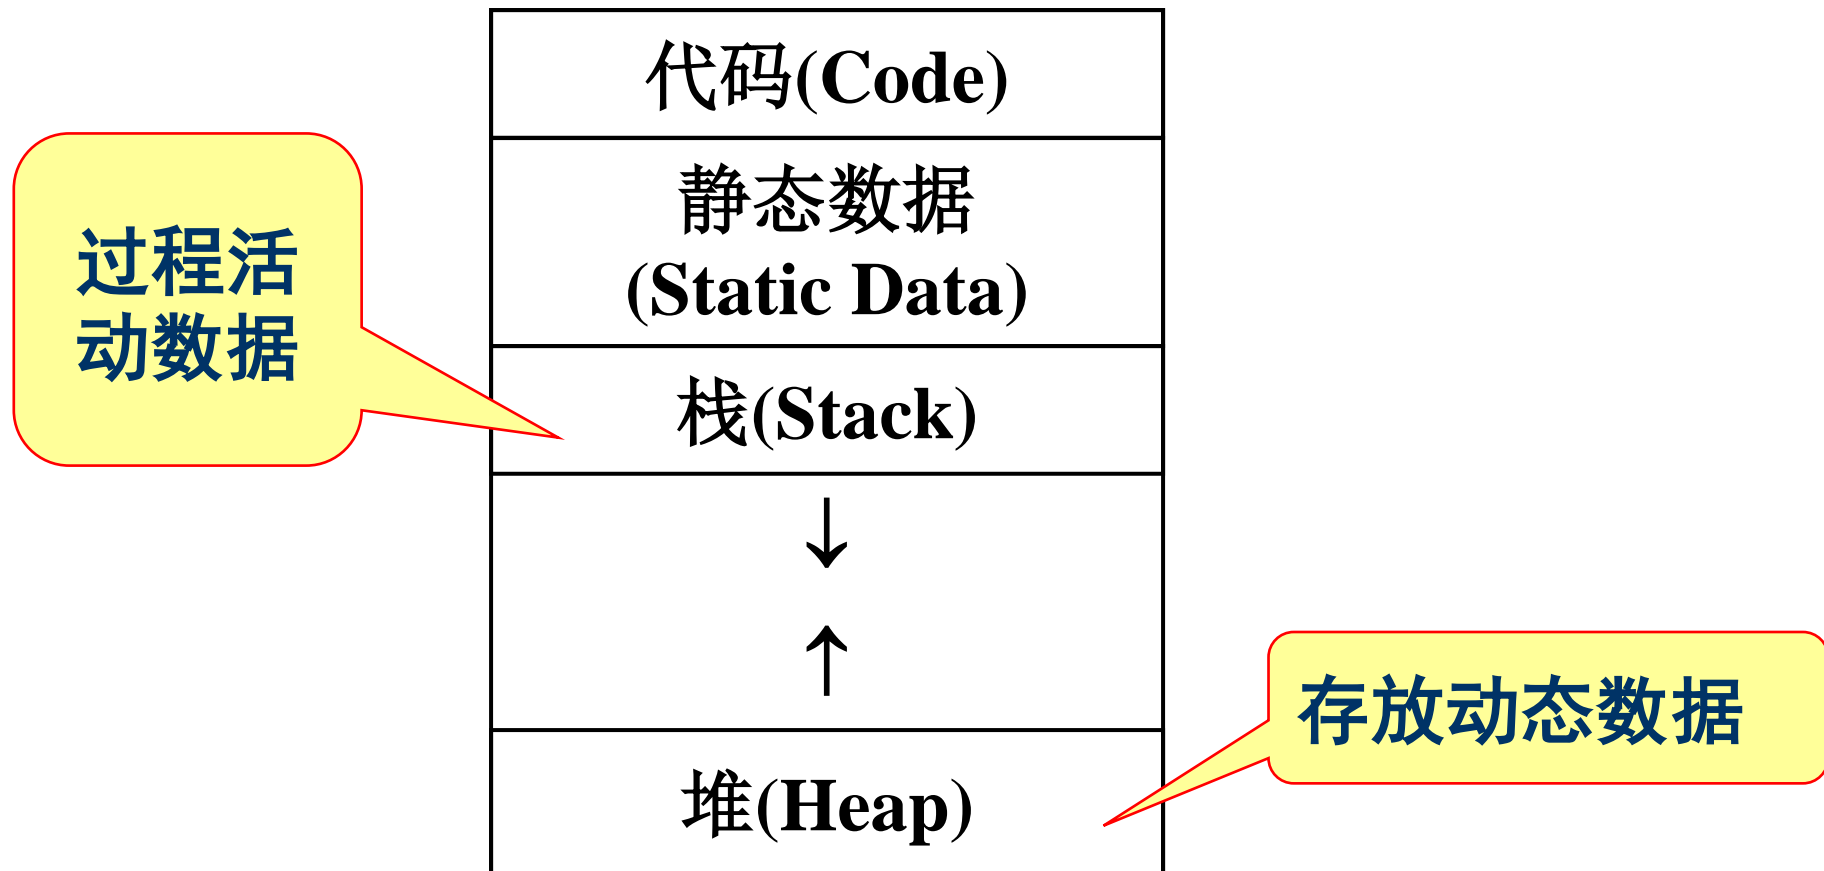 代码(Code)
静态数据
(Static Data)
过程活
动数据
栈(Stack)
↓
↑
存放动态数据
堆(Heap)